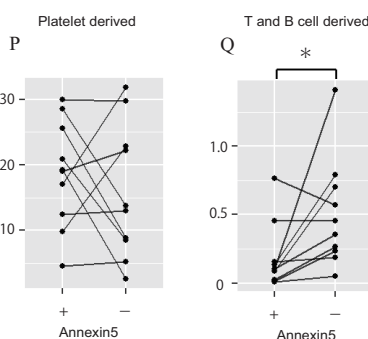 Platelet derived
P
30
20
10
+ −
Annexin5
T and B cell derived
Q
*
1.0
0.5
0
+ −
Annexin5